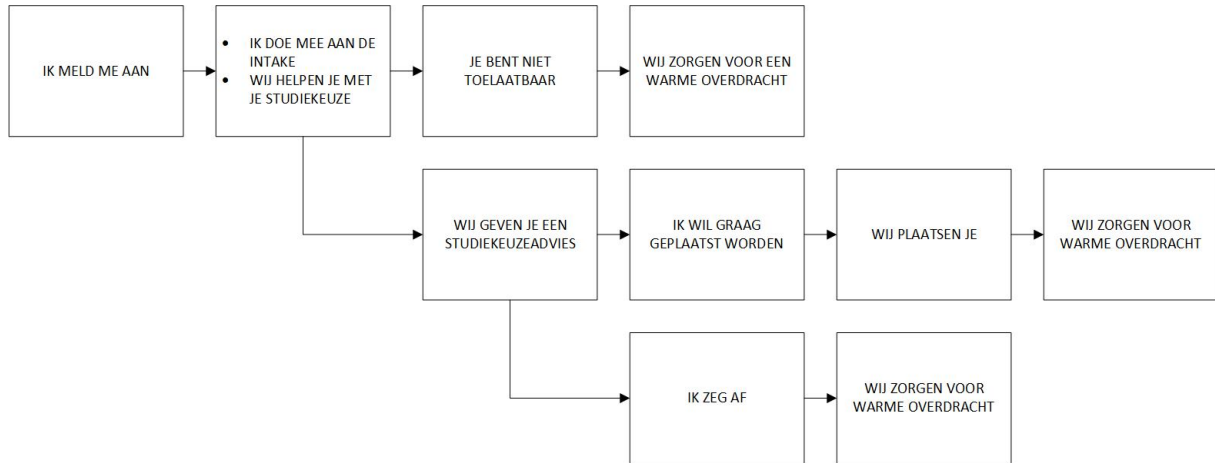 IK MELD ME AAN
• IK DOE MEE AAN DE
INTAKE
• WIJ HELPEN JE MET
JE STUDIEKEUZE
JE BENT NIET
TOELAATBAAR
WIJ ZORGEN VOOR EEN
WARME OVERDRACHT
WIJ GEVEN JE EEN
STUDIEKEUZEADVIES
IK WIL GRAAG
GEPLAATST WORDEN
WIJ PLAATSEN JE
WIJ ZORGEN VOOR
WARME OVERDRACHT
IK ZEG AF
WIJ ZORGEN VOOR
WARME OVERDRACHT